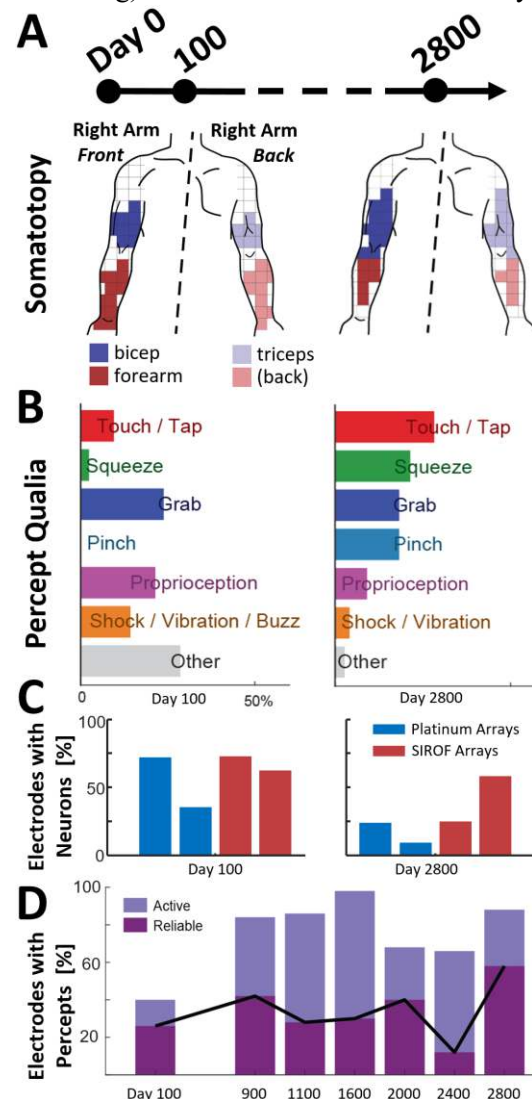 A
Day 0
100
2800
Right Arm
Front
Right Arm
Back
Somatotopy
bicep
triceps
forearm
(back)
B
Percept Qualia
Touch / Tap
Squeeze
Grab
Pinch
Proprioception
Shock / Vibration / Buzz
Other
0
Day 100
50%
Touch / Tap
Squeeze
Grab
Pinch
Proprioception
Shock / Vibration
Other
Day 2800
C
Electrodes with
Neurons [%]
100
50
0
Day 100
Platinum Arrays
SIROF Arrays
Day 2800
D
Electrodes with
Percepts [%]
100
60
20
Active
Reliable
Day 100
900
1100
1600
2000
2400
2800